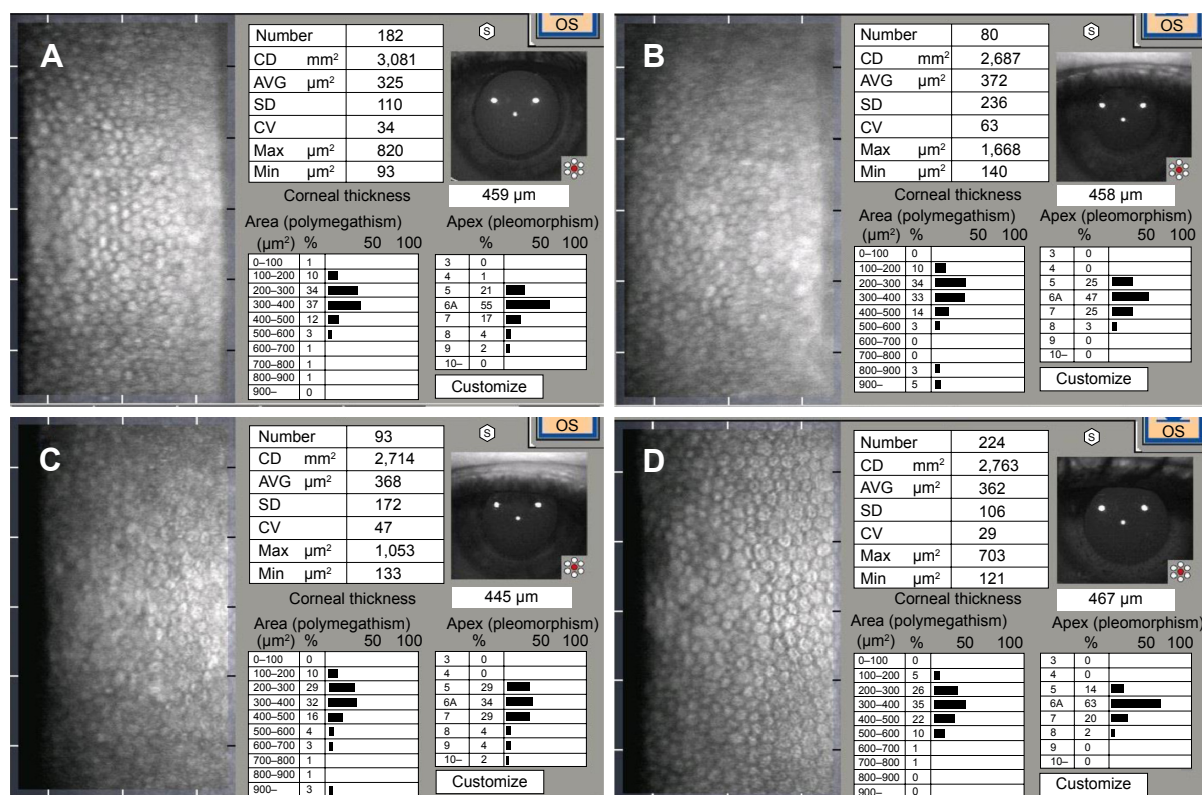 A
OS
S
Number 182
CD mm² 3,081
AVG µm² 325
SD 110
CV 34
Max µm² 820
Min µm² 93
Corneal thickness 459 µm
Area (polymegathism) Apex (pleomorphism)
(µm²) % 50 100 % 50 100
0–100 1 3 0
100–200 10 4 1
200–300 34 5 21
300–400 37 6A 55
400–500 12 7 17
500–600 3 8 4
600–700 1 9 2
700–800 1 10– 0
800–900 1
900– 0
Customize
B
OS
S
Number 80
CD mm² 2,687
AVG µm² 372
SD 236
CV 63
Max µm² 1,668
Min µm² 140
Corneal thickness 458 µm
Area (polymegathism) Apex (pleomorphism)
(µm²) % 50 100 % 50 100
0–100 0 3 0
100–200 10 4 0
200–300 34 5 25
300–400 33 6A 47
400–500 14 7 25
500–600 3 8 3
600–700 0 9 0
700–800 0 10– 0
800–900 3
900– 5
Customize
C
OS
S
Number 93
CD mm² 2,714
AVG µm² 368
SD 172
CV 47
Max µm² 1,053
Min µm² 133
Corneal thickness 445 µm
Area (polymegathism) Apex (pleomorphism)
(µm²) % 50 100 % 50 100
0–100 0 3 0
100–200 10 4 0
200–300 29 5 29
300–400 32 6A 34
400–500 16 7 29
500–600 4 8 4
600–700 3 9 4
700–800 1 10– 2
800–900 1
900– 3
Customize
D
OS
S
Number 224
CD mm² 2,763
AVG µm² 362
SD 106
CV 29
Max µm² 703
Min µm² 121
Corneal thickness 467 µm
Area (polymegathism) Apex (pleomorphism)
(µm²) % 50 100 % 50 100
0–100 0 3 0
100–200 5 4 0
200–300 26 5 14
300–400 35 6A 63
400–500 22 7 20
500–600 10 8 2
600–700 1 9 0
700–800 1 10– 0
800–900 0
900– 0
Customize